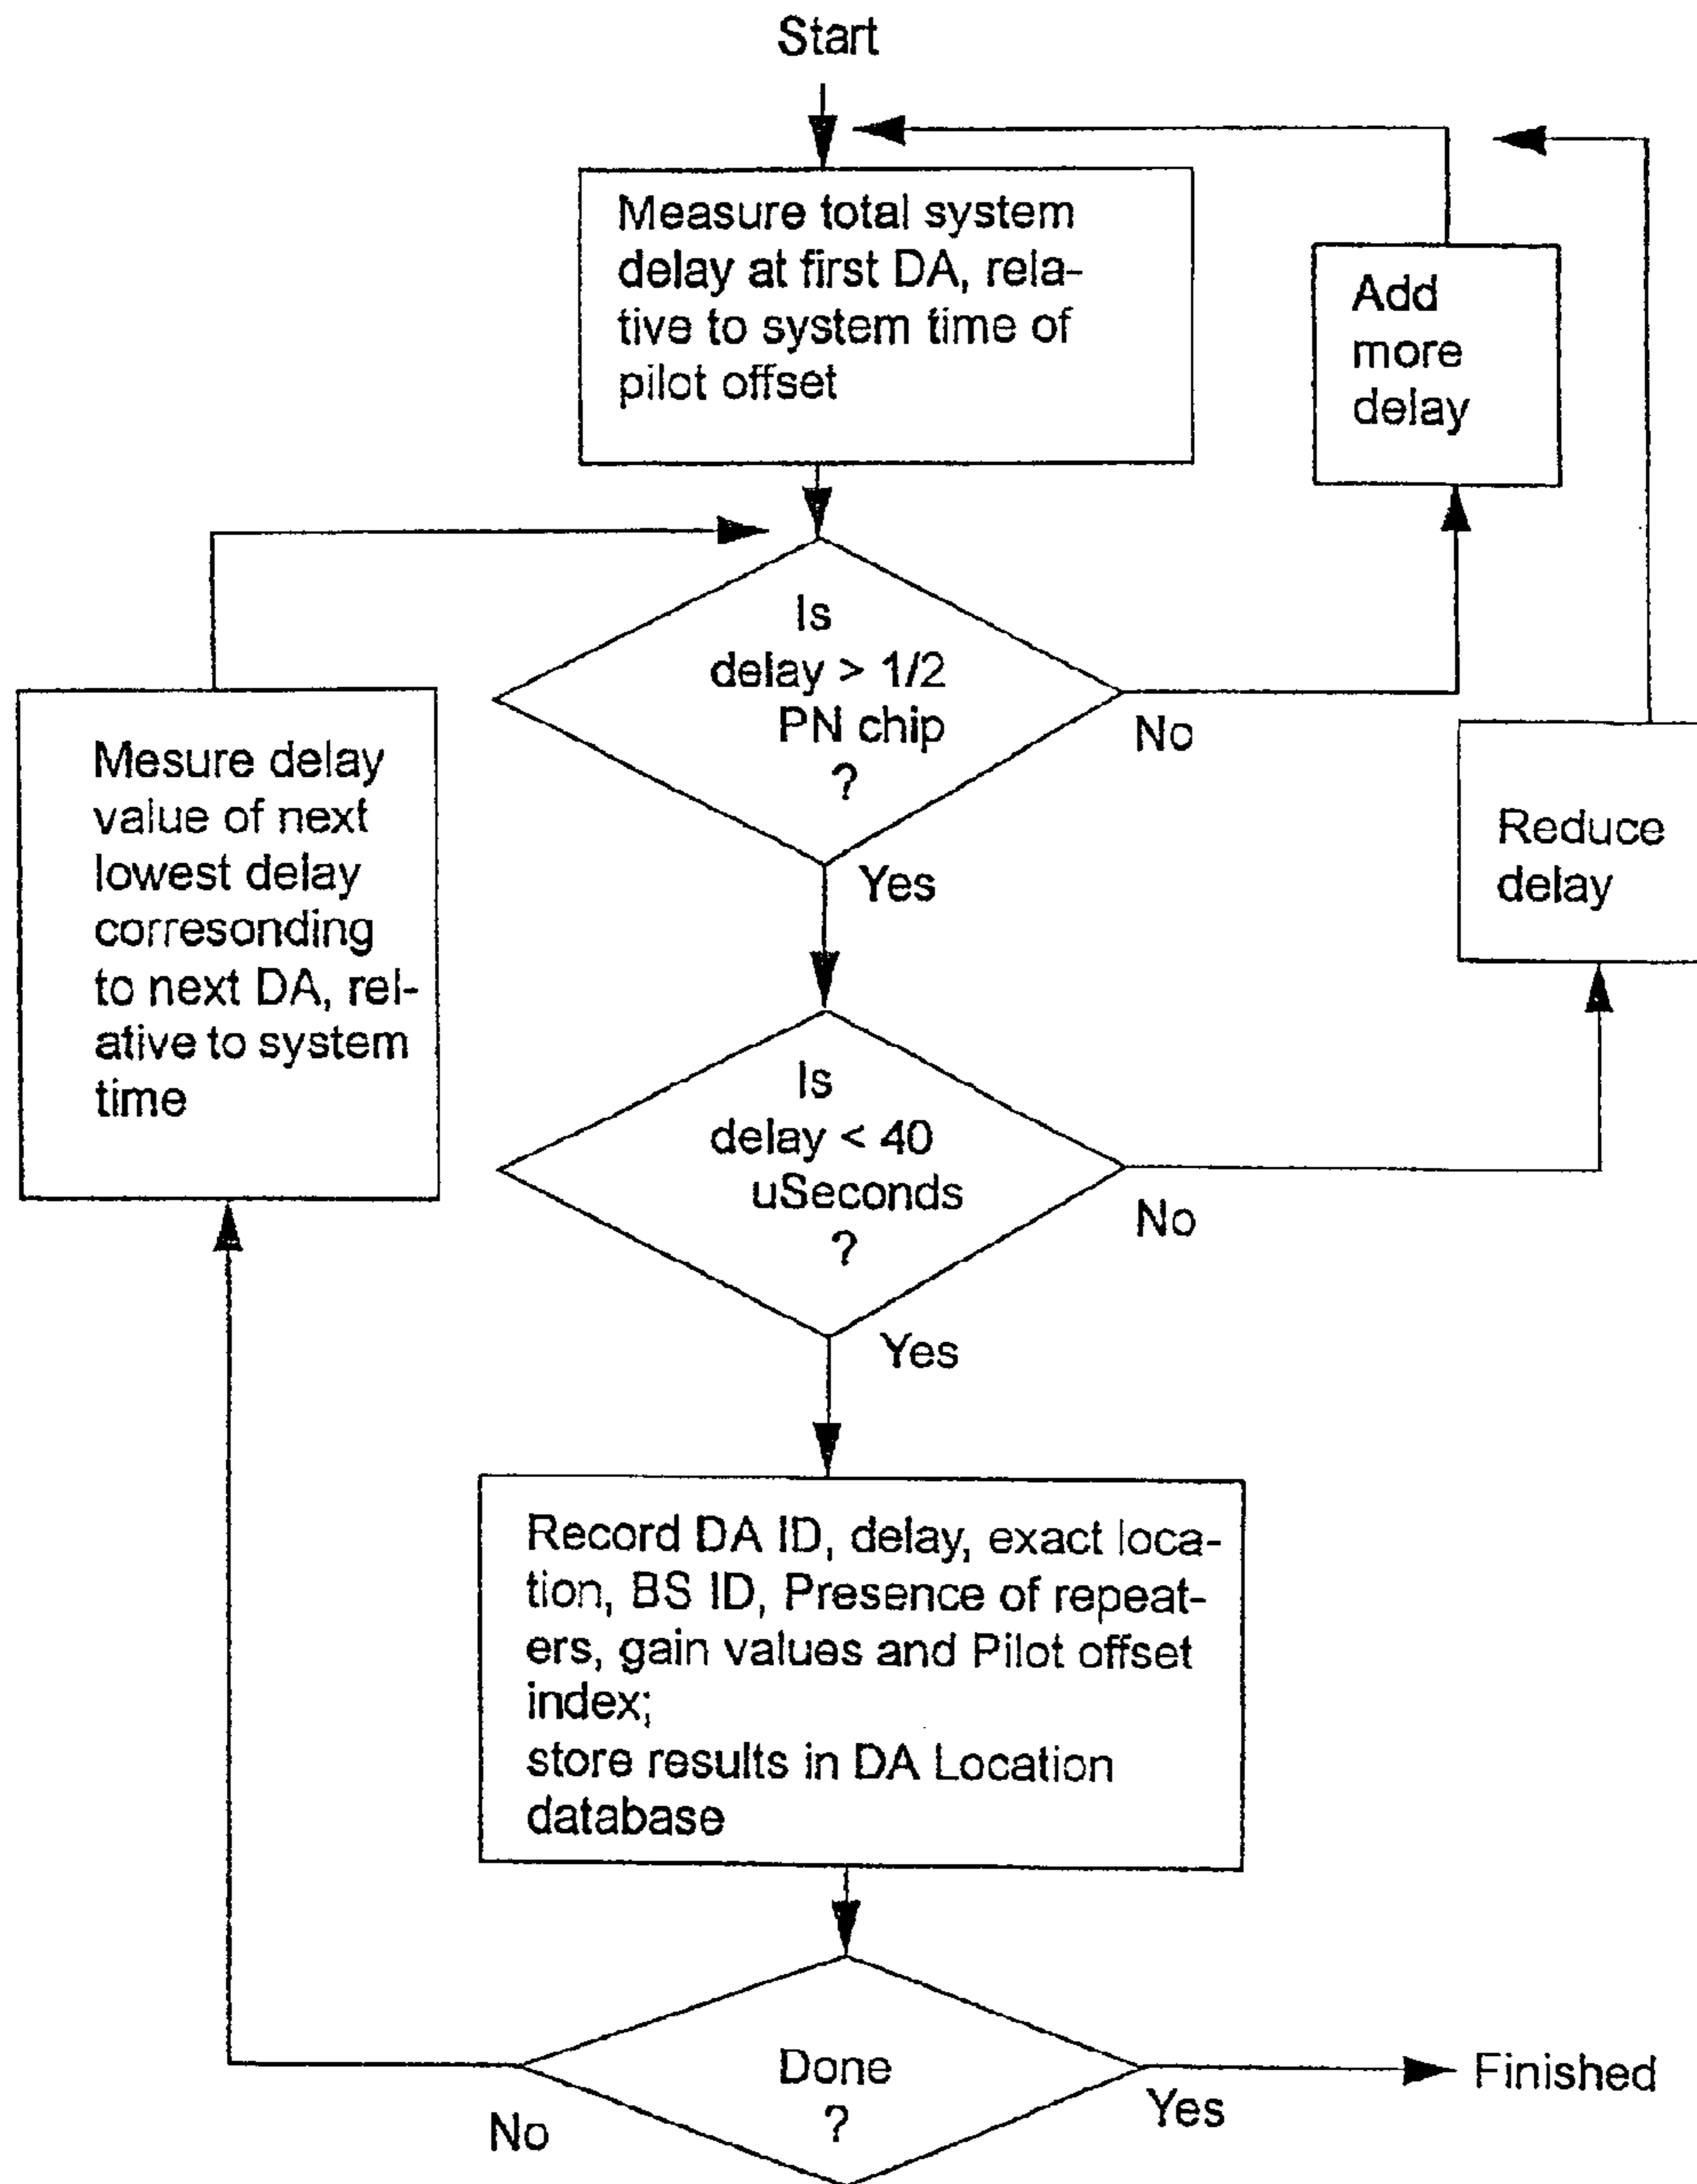 Start
Measure total system
delay at first DA, rela-
tive to system time of
pilot offset
Add
more
delay
Is
delay > 1/2
PN chip
?
No
Yes
Mesure delay
value of next
lowest delay
corresonding
to next DA, rel-
ative to system
time
Reduce
delay
Is
delay < 40
uSeconds
?
No
Yes
Record DA ID, delay, exact loca-
tion, BS ID, Presence of repeat-
ers, gain values and Pilot offset
index;
store results in DA Location
database
Done
?
No
Yes
Finished